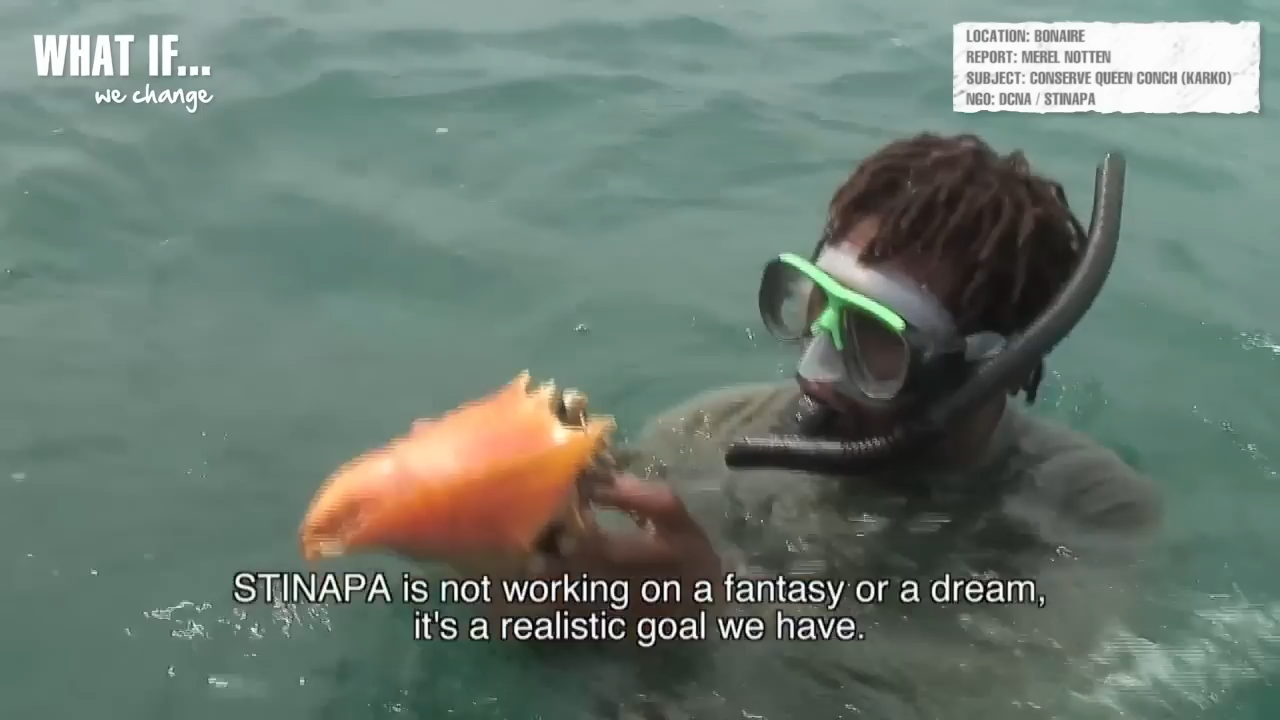 WHAT IF...
we change
LOCATION: BONAIRE
REPORT: MEREL NOTTEN
SUBJECT: CONSERVE QUEEN CONCH (KARKO)
NGO: DCNA / STINAPA
STINAPA is not working on a fantasy or a dream,
it's a realistic goal we have.